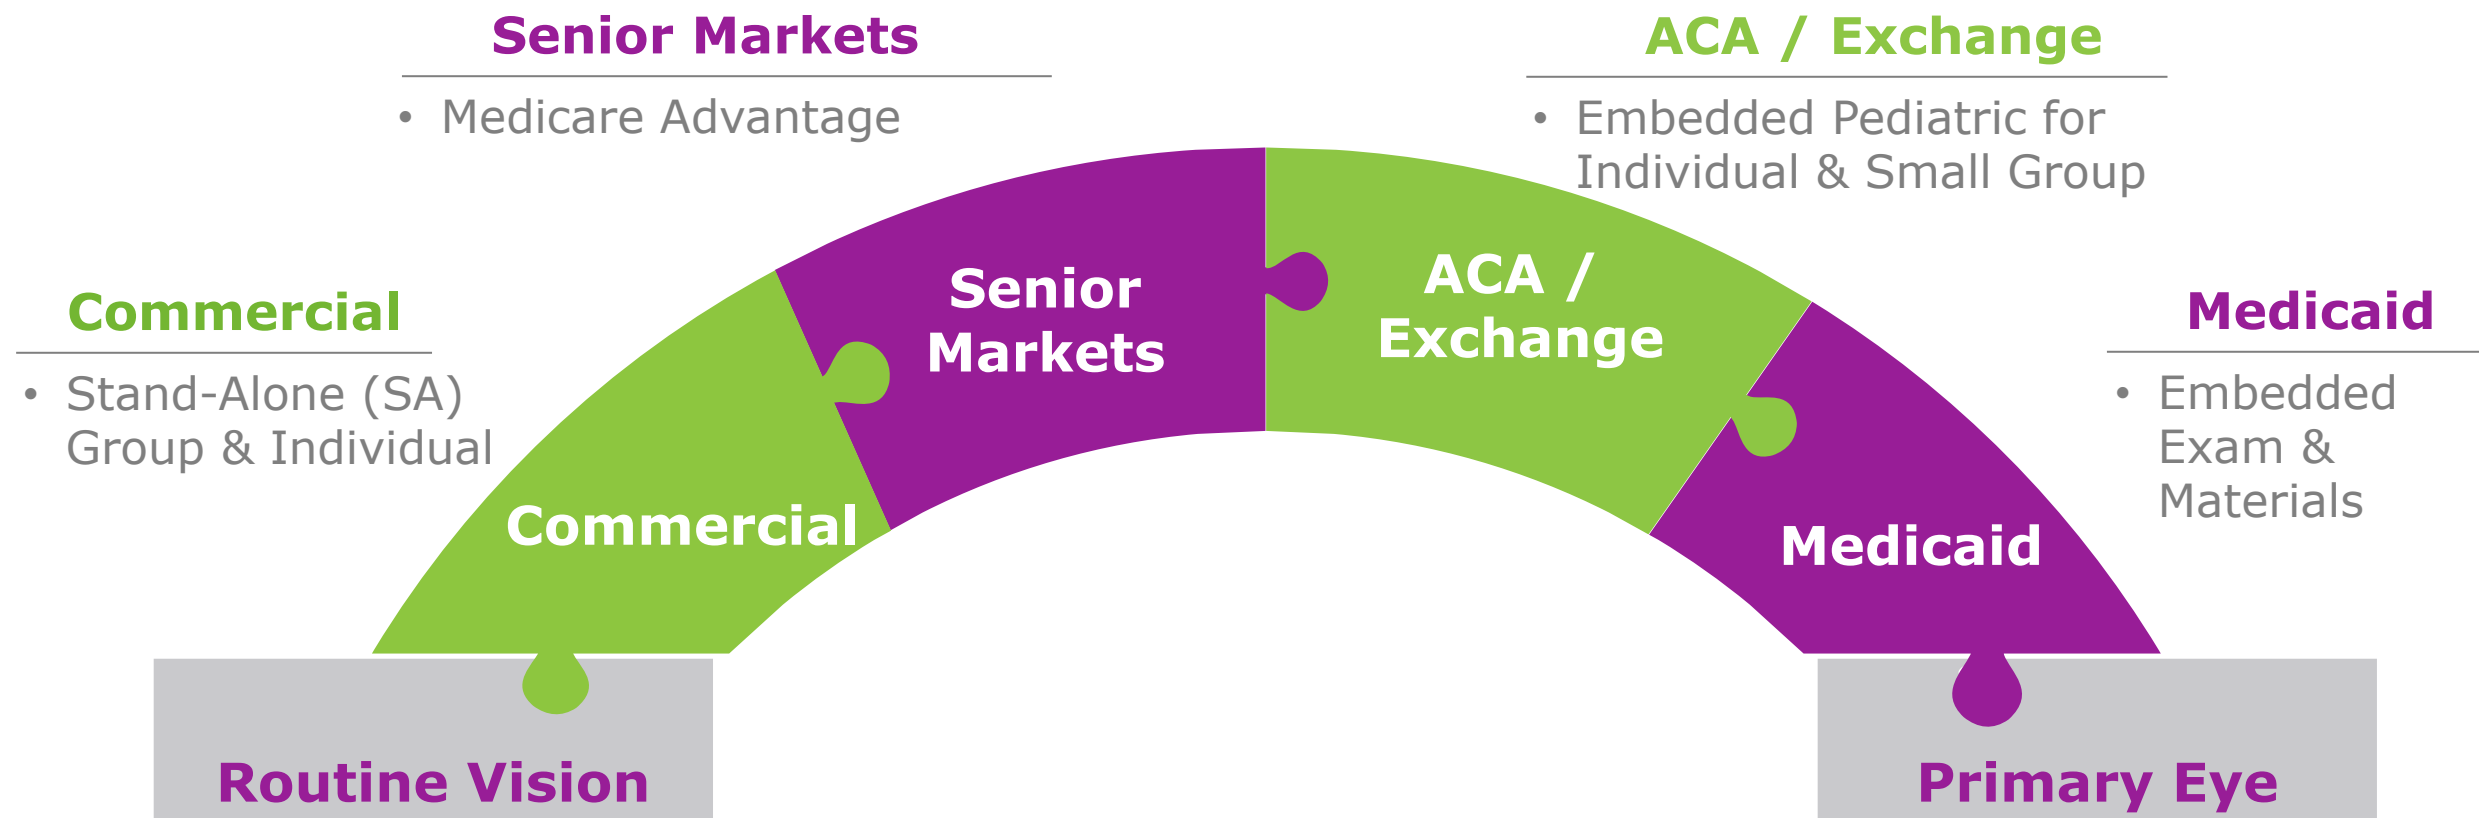 Senior Markets
• Medicare Advantage
ACA / Exchange
• Embedded Pediatric for
Individual & Small Group
Commercial
• Stand-Alone (SA)
Group & Individual
Medicaid
• Embedded
Exam &
Materials
Commercial
Senior
Markets
ACA /
Exchange
Medicaid
Routine Vision
Primary Eye